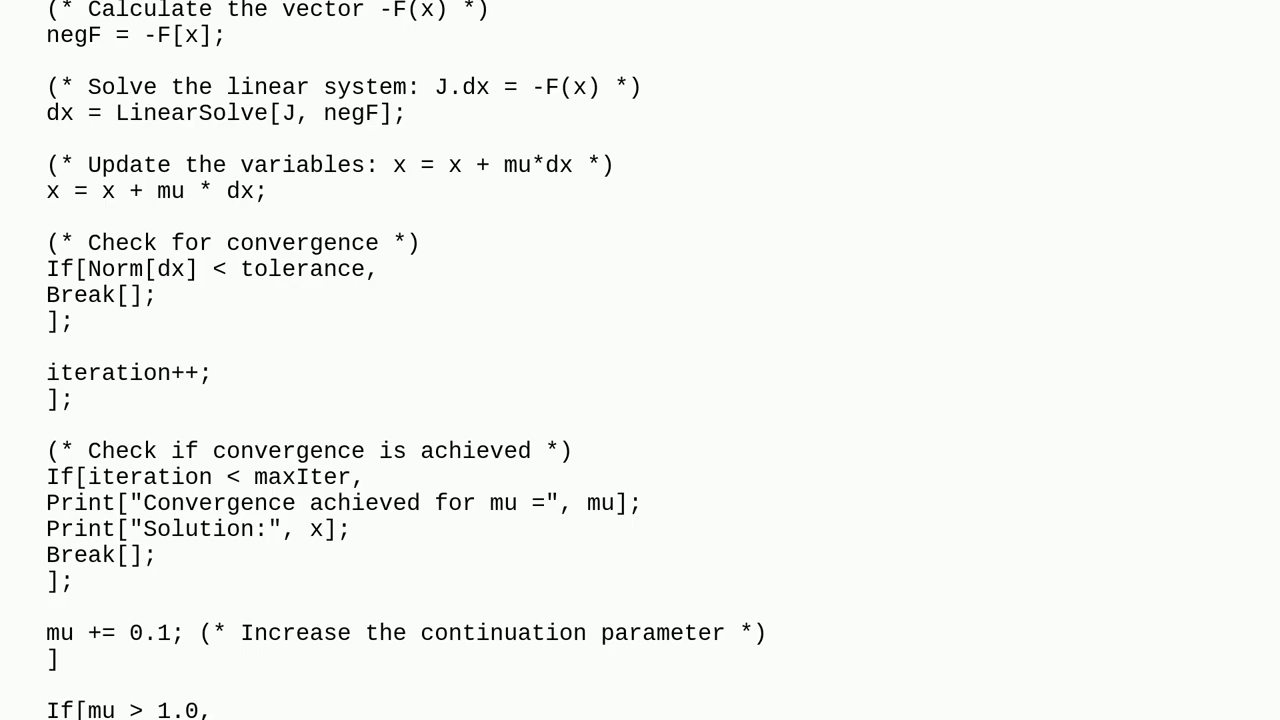 (* Calculate the vector -F(x) *)
negF = -F[x];
(* Solve the linear system: J.dx = -F(x) *)
dx = LinearSolve[J, negF];
(* Update the variables: x = x + mu*dx *)
x = x + mu * dx;
(* Check for convergence *)
If[Norm[dx] < tolerance,
Break[];
];
iteration++;
];
(* Check if convergence is achieved *)
If[iteration < maxIter,
Print["Convergence achieved for mu =", mu];
Print["Solution:", x];
Break[];
];
mu += 0.1; (* Increase the continuation parameter *)
]
If[mu > 1.0,